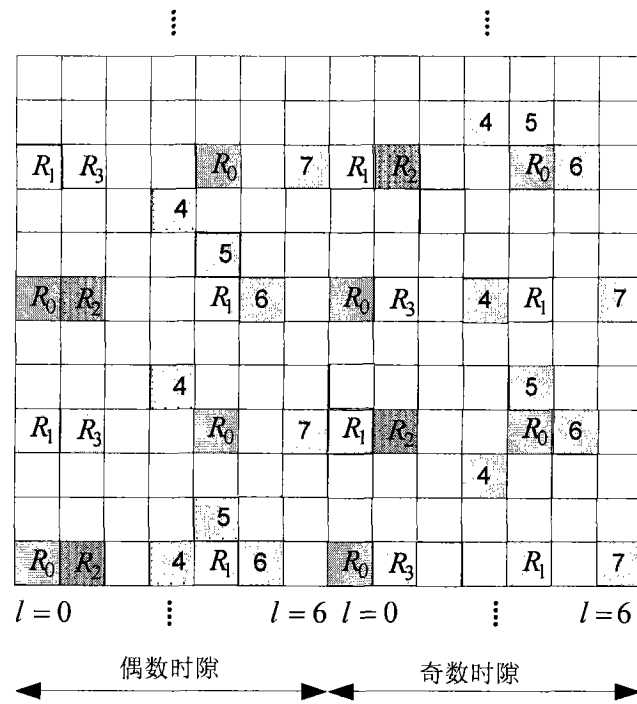 4 5
R₁ R₃ R₀ 7 R₁ R₂ R₀ 6
4
5
R₀ R₂ R₁ 6 R₀ R₃ 4 R₁ 7
4 5
R₁ R₃ R₀ 7 R₁ R₂ R₀ 6
4
5
R₀ R₂ 4 R₁ 6 R₀ R₃ R₁ 7
l = 0 l = 6 l = 0 l = 6
偶数时隙 奇数时隙